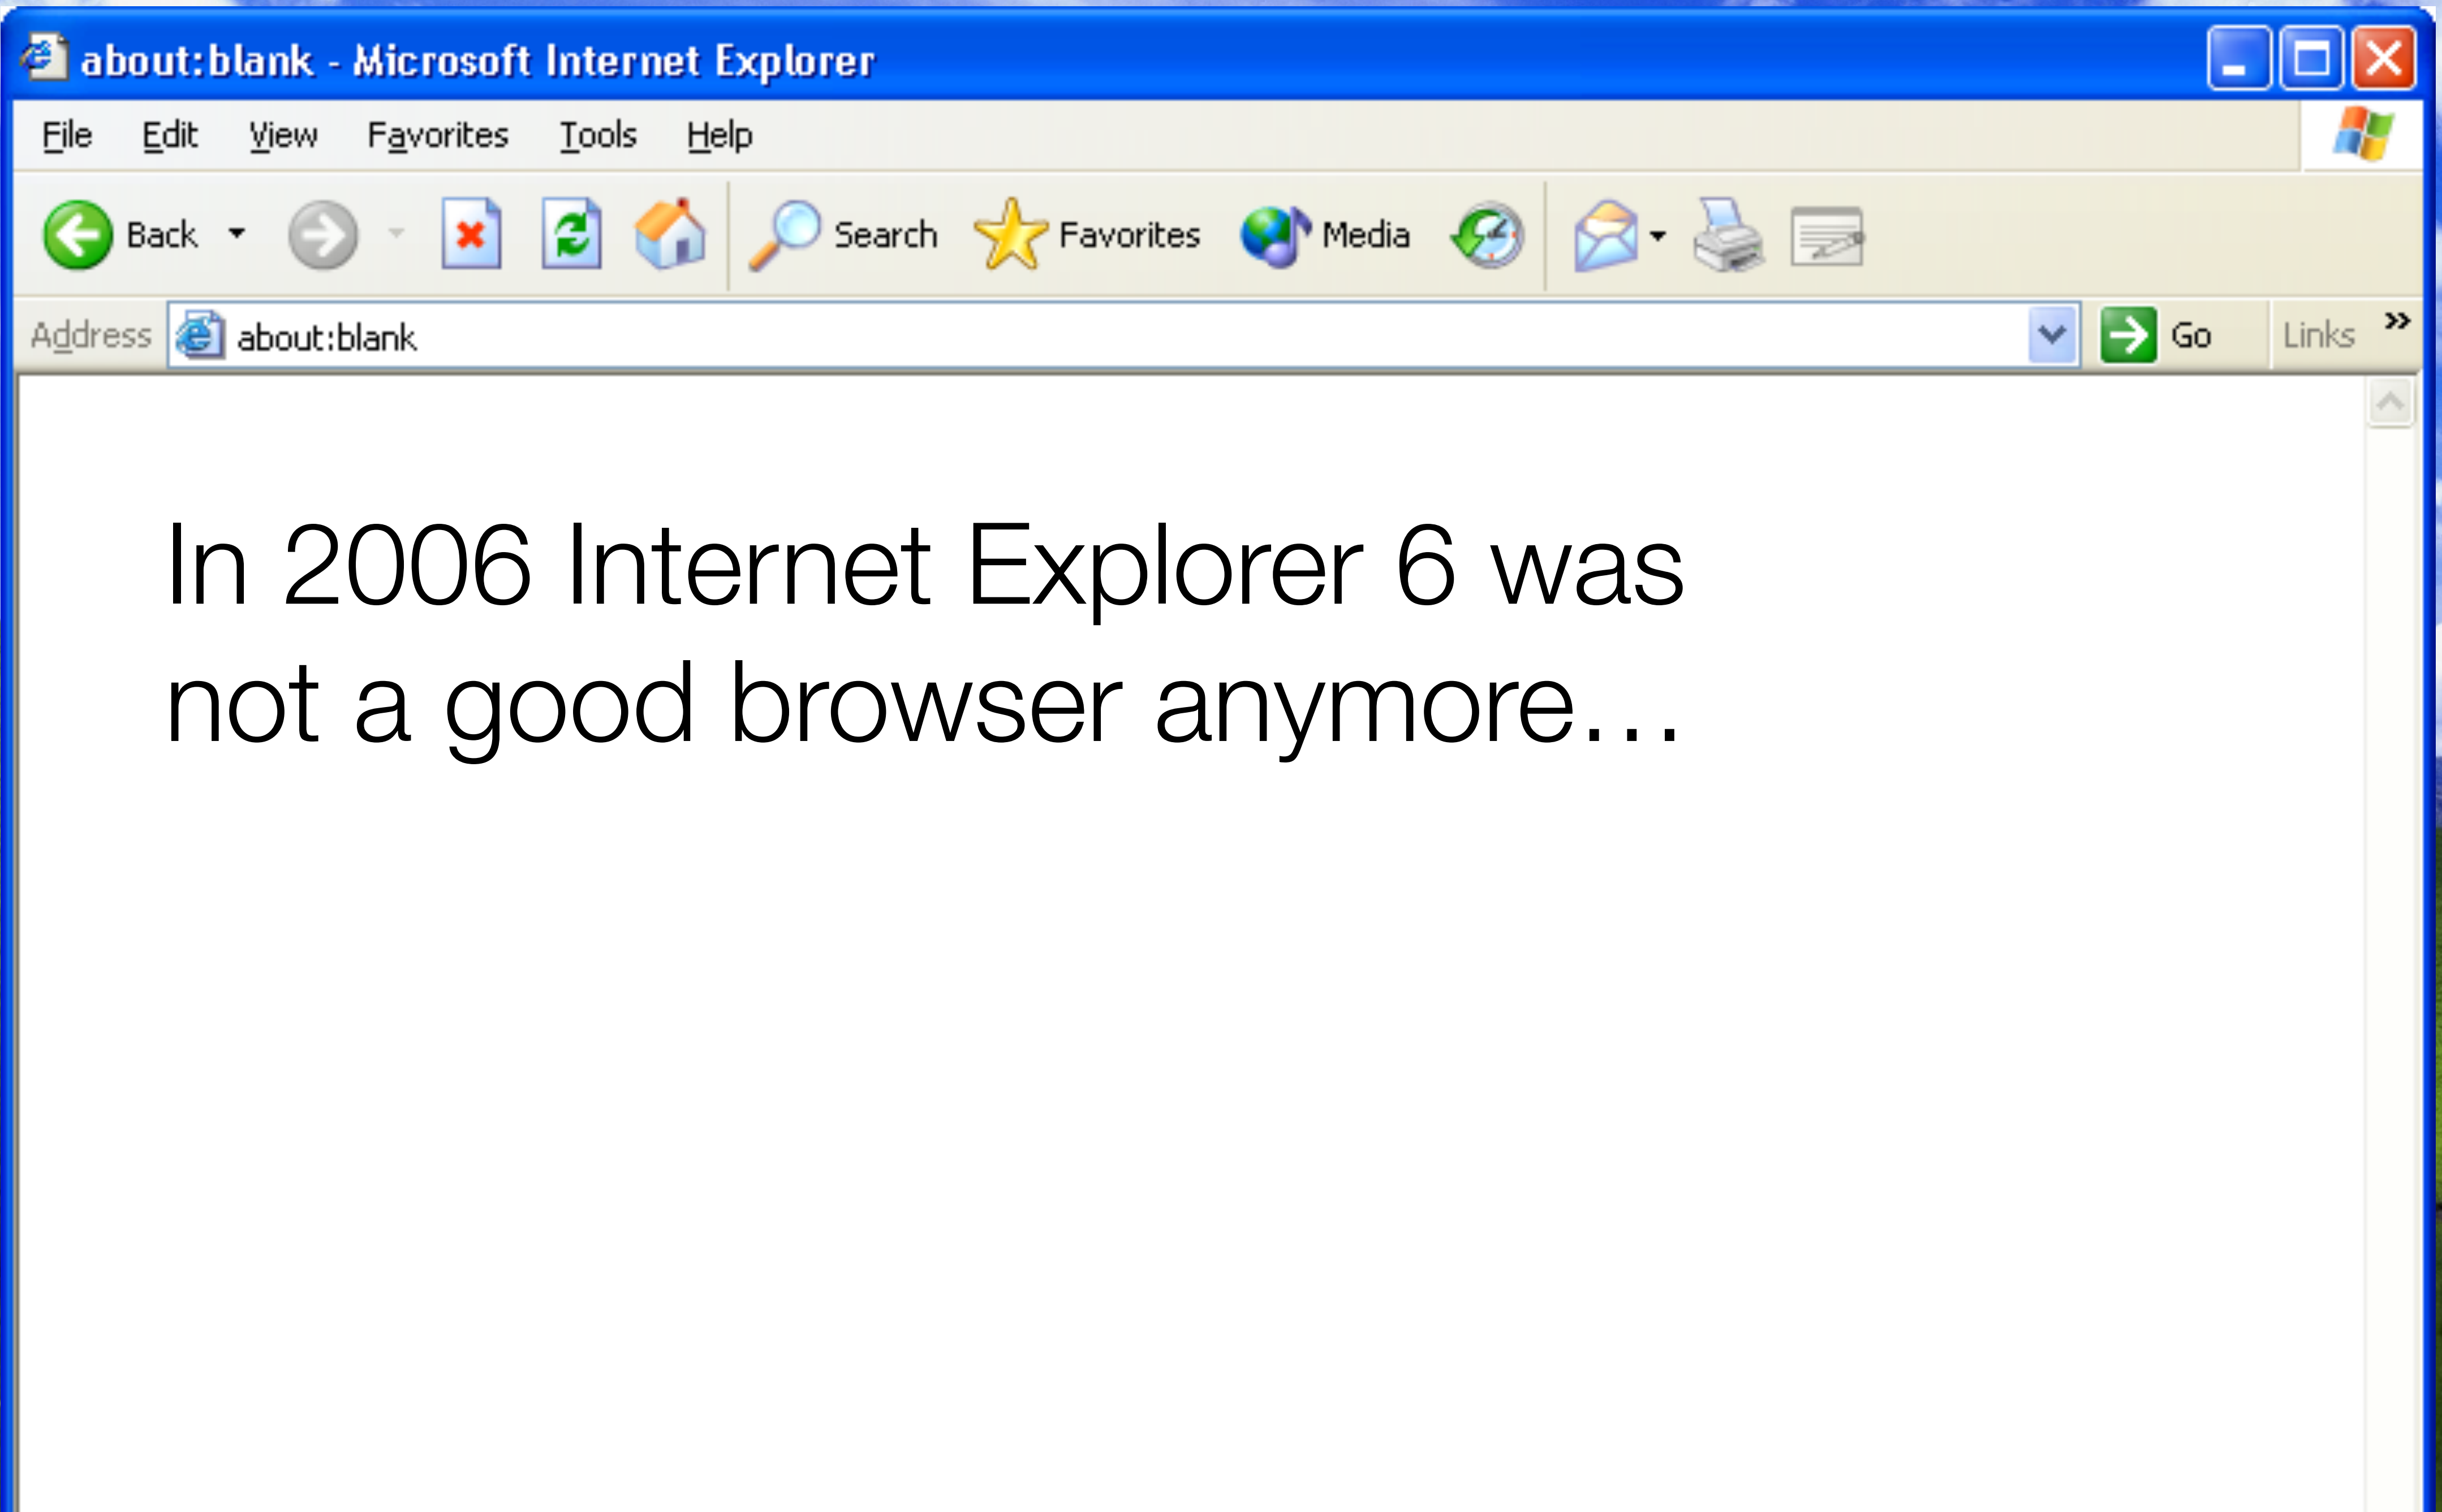 about:blank - Microsoft Internet Explorer
File Edit View Favorites Tools Help
Back Search Favorites Media
Address about:blank Go Links »
In 2006 Internet Explorer 6 was
not a good browser anymore…